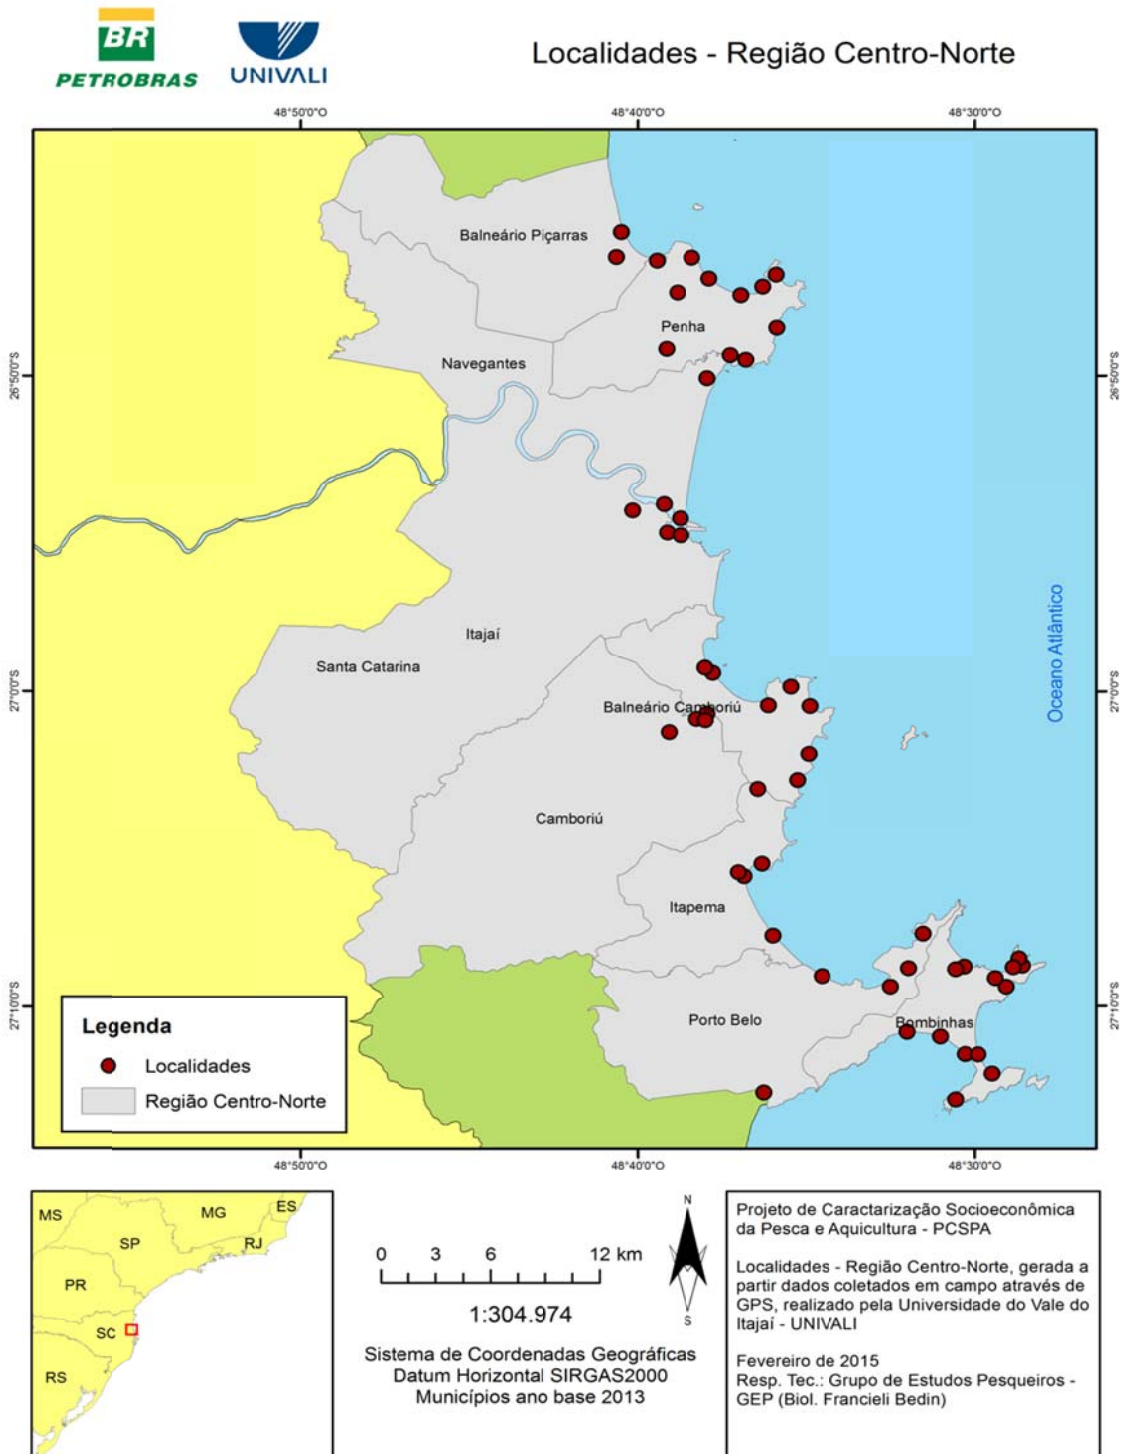 BR
PETROBRAS
UNIVALI
Localidades - Região Centro-Norte
48°50'0"O
48°40'0"O
48°30'0"O
Balneário Piçarras
Penha
Navegantes
26°50'0"S
26°50'0"S
Itajaí
Santa Catarina
Oceano Atlântico
27°0'0"S
27°0'0"S
Balneário Camboriú
Camboriú
Itapema
27°10'0"S
27°10'0"S
Porto Belo
Bombinhas
Legenda
Localidades
Região Centro-Norte
48°50'0"O
48°40'0"O
48°30'0"O
MS
MG
ES
SP
RJ
PR
SC
RS
0 3 6 12 km
1:304.974
Sistema de Coordenadas Geográficas
Datum Horizontal SIRGAS2000
Municípios ano base 2013
N
S
Projeto de Caractarização Socioeconômica
da Pesca e Aquicultura - PCSPA
Localidades - Região Centro-Norte, gerada a
partir dados coletados em campo através de
GPS, realizado pela Universidade do Vale do
Itajaí - UNIVALI
Fevereiro de 2015
Resp. Tec.: Grupo de Estudos Pesqueiros -
GEP (Biol. Francieli Bedin)